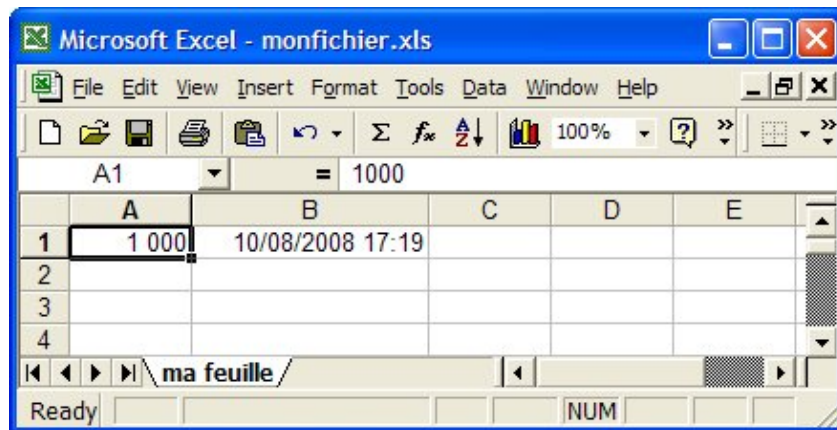 Microsoft Excel - monfichier.xls
File Edit View Insert Format Tools Data Window Help
Σ fx A Z 100% ?
A1 = 1000
A B C D E
1 1 000 10/08/2008 17:19
2
3
4
ma feuille
Ready NUM